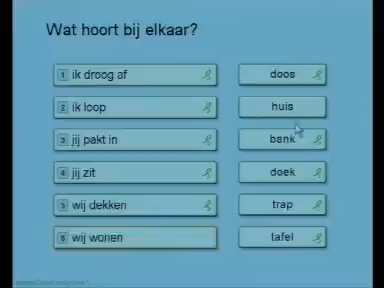 Wat hoort bij elkaar?
1 ik droog af
doos
2 ik loop
huis
3 jij pakt in
bank
4 jij zit
doek
5 wij dekken
trap
6 wij wonen
tafel